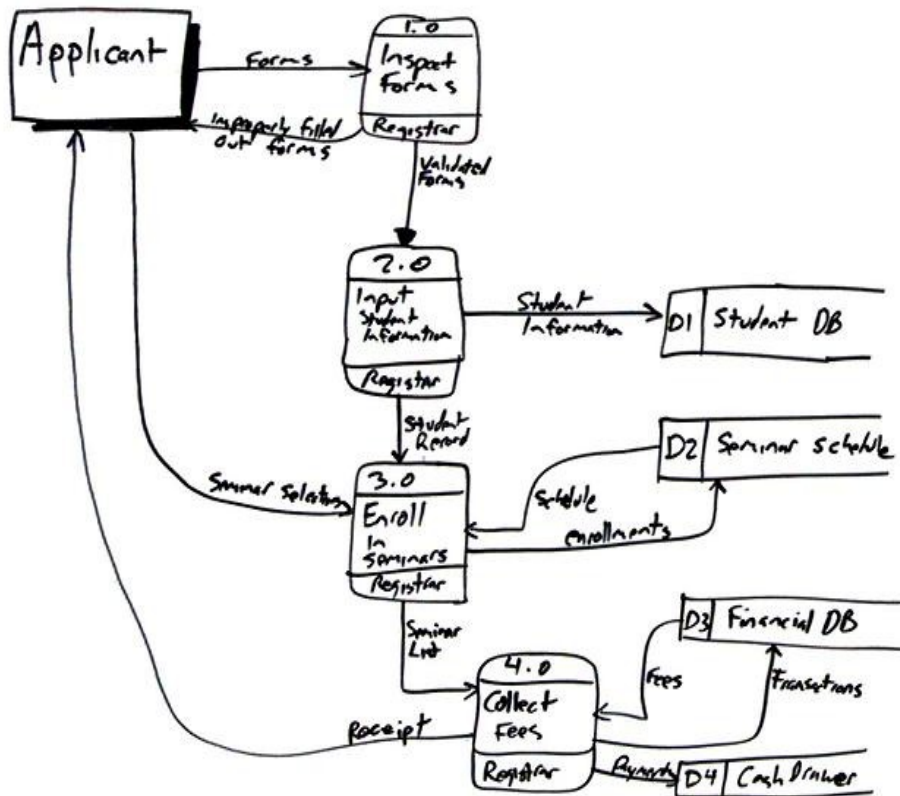 Applicant
Forms
1.0
Inspect
Forms
Registrar
Improperly filled
out forms
Validated
Forms
2.0
Input
Student
Information
Registrar
Student
Information
D1 Student DB
Student
Record
D2 Seminar schedule
Seminar Selection
3.0
Enroll
In
Seminars
Registrar
Schedule
enrollments
Seminar
List
D3 Financial DB
4.0
Collect
Fees
Registrar
Fees
Transactions
Receipt
Payments
D4 Cash Drawer